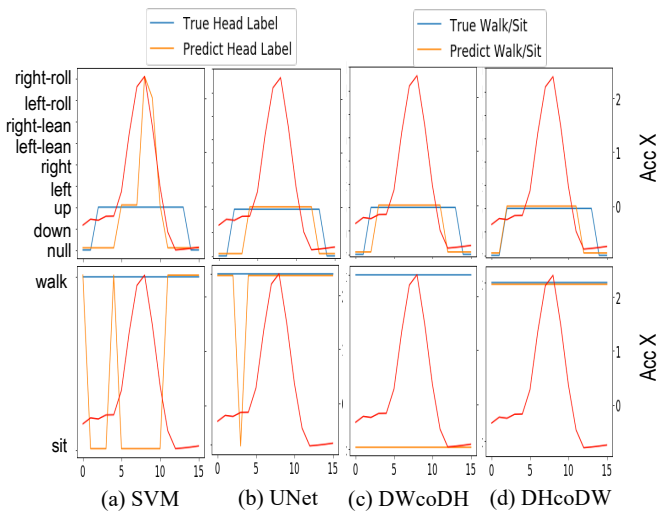 True Head Label
Predict Head Label
True Walk/Sit
Predict Walk/Sit
right-roll
left-roll
right-lean
left-lean
right
left
up
down
null
2
1
0
Acc X
walk
sit
2
1
0
Acc X
0 5 10 15 0 5 10 15 0 5 10 15 0 5 10 15
(a) SVM (b) UNet (c) DWcoDH (d) DHcoDW